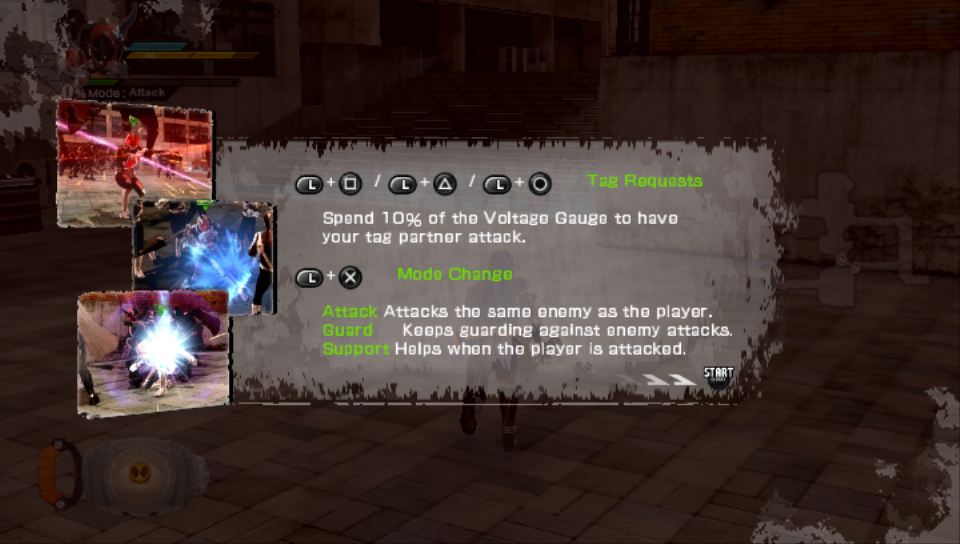 0% Mode : Attack
L + □ / L + △ / L + ○ Tag Requests
Spend 10% of the Voltage Gauge to have
your tag partner attack.
L + X Mode Change
Attack Attacks the same enemy as the player.
Guard Keeps guarding against enemy attacks.
Support Helps when the player is attacked.
START